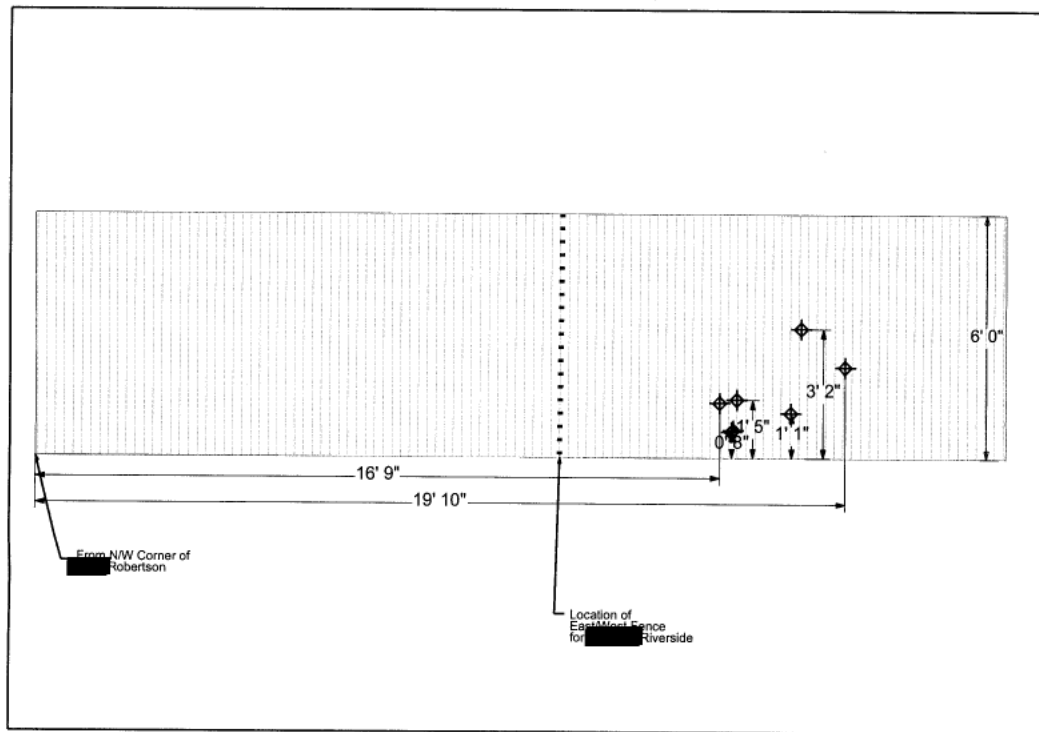 6' 0"
3' 2"
1' 5"
1' 1"
0' 8"
16' 9"
19' 10"
From N/W Corner of
Robertson
Location of
East/West Fence
for Riverside